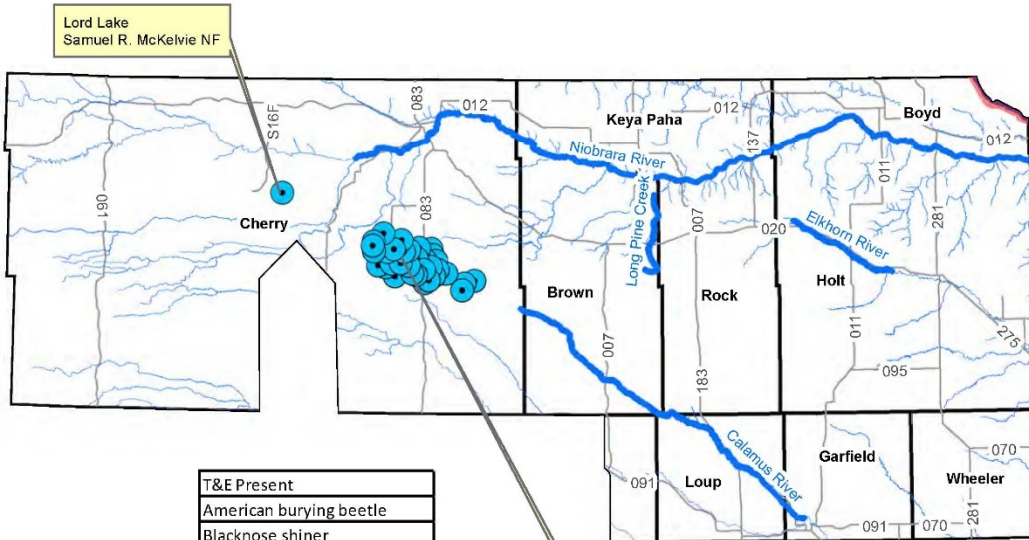 Lord Lake
Samuel R. McKelvie NF
083
012
S16F
061
Cherry
083
Keya Paha
012
137
Boyd
012
Niobrara River
Long Pine Creek
007
020
Elkhorn River
011
281
Brown
Rock
Holt
007
183
011
275
095
Calamus River
Garfield
Loup
Wheeler
070
091
281
091
070
T&E Present
American burying beetle
Blacknose shiner